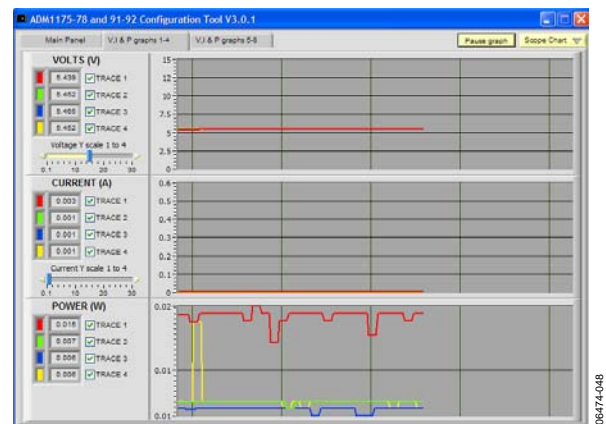 ADM1175-78 and 91-92 Configuration Tool V3.0.1
Main Panel V,I & P graphs 1-4 V,I & P graphs 5-8 Pause graph Scope Chart
VOLTS (V)
5.439 TRACE 1
5.452 TRACE 2
5.465 TRACE 3
5.452 TRACE 4
Voltage Y scale 1 to 4
0.1 10 20 30
15
12
10
7.5
5
2.5
0
CURRENT (A)
0.003 TRACE 1
0.001 TRACE 2
0.001 TRACE 3
0.001 TRACE 4
Current Y scale 1 to 4
0.1 10 20 30
0.6
0.5
0.4
0.3
0.2
0.1
0
POWER (W)
TRACE 1
0.007 TRACE 2
0.006 TRACE 3
0.006 TRACE 4
0.02
0.01
0.01
06474-048